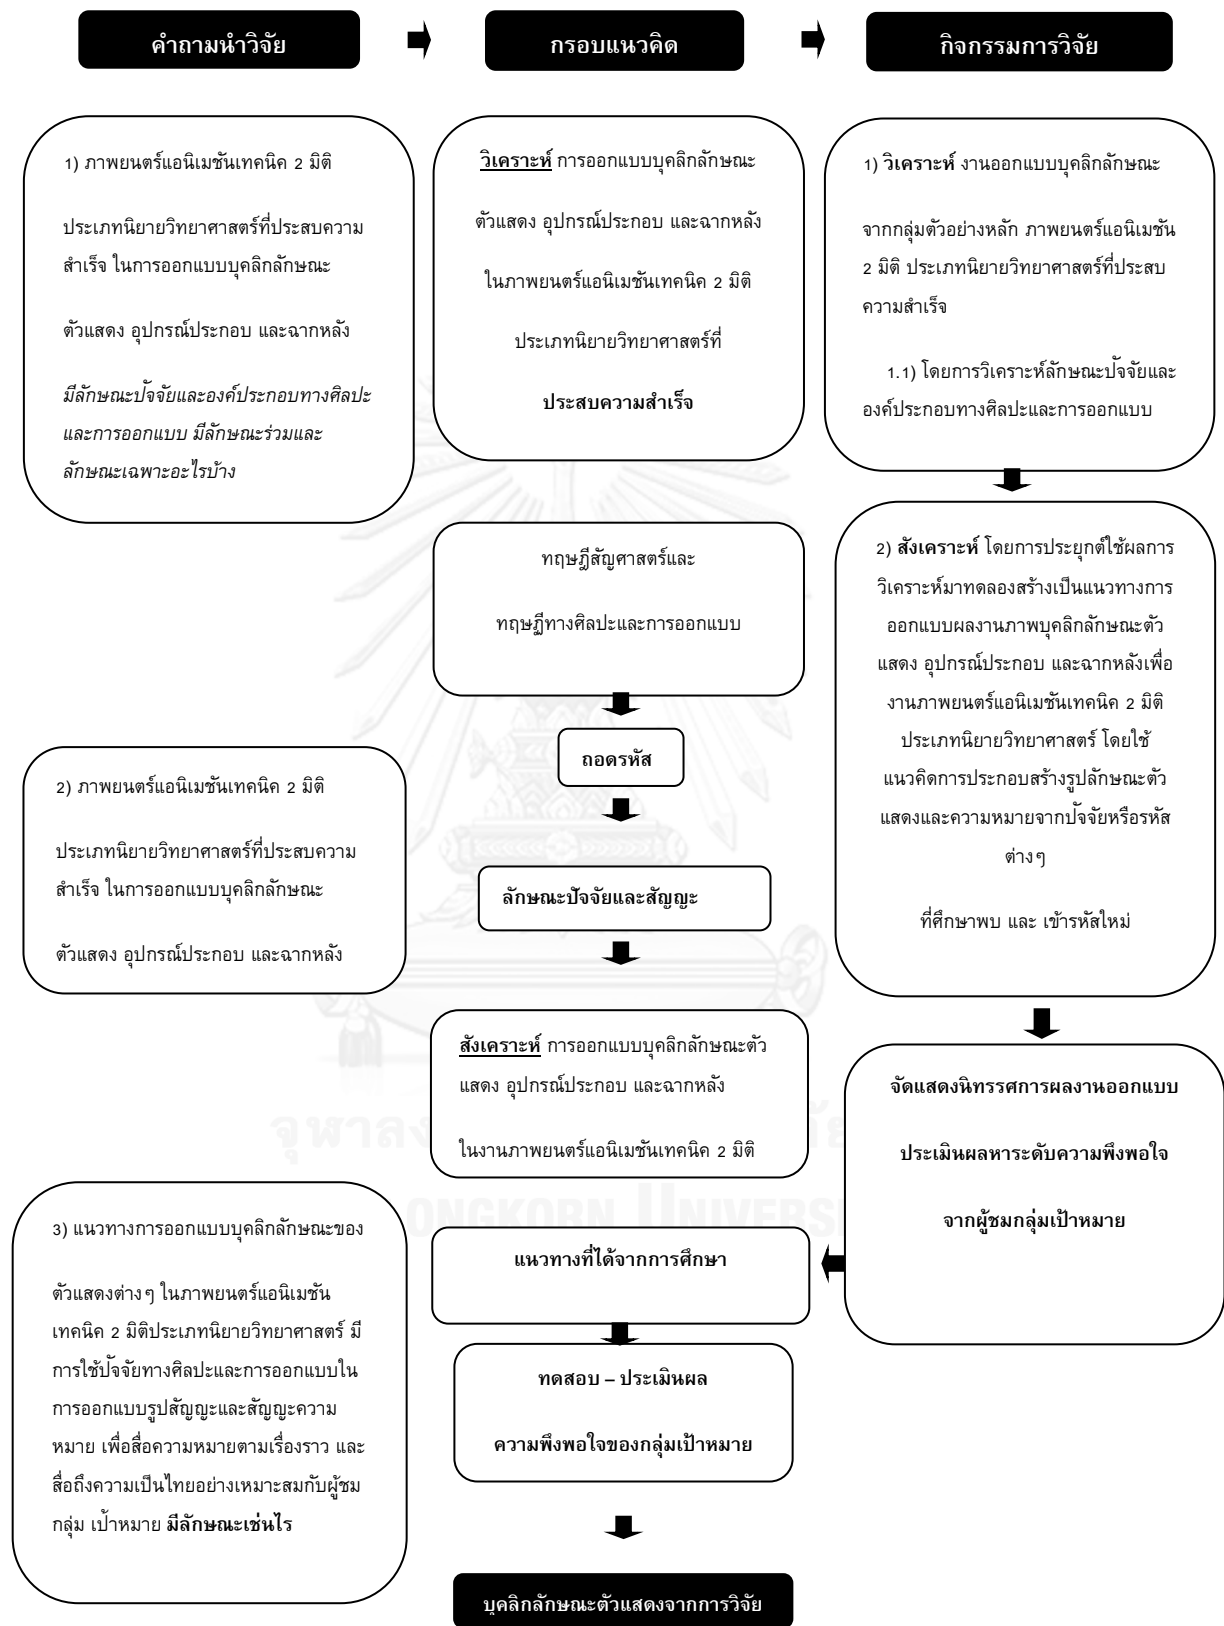 คำถามนำวิจัย
กรอบแนวคิด
กิจกรรมการวิจัย
1) ภาพยนตร์แอนิเมชันเทคนิค 2 มิติ
ประเภทนิยายวิทยาศาสตร์ที่ประสบความ
สำเร็จ ในการออกแบบบุคลิกลักษณะ
ตัวแสดง อุปกรณ์ประกอบ และฉากหลัง
มีลักษณะปัจจัยและองค์ประกอบทางศิลปะ
และการออกแบบ มีลักษณะร่วมและ
ลักษณะเฉพาะอะไรบ้าง
2) ภาพยนตร์แอนิเมชันเทคนิค 2 มิติ
ประเภทนิยายวิทยาศาสตร์ที่ประสบความ
สำเร็จ ในการออกแบบบุคลิกลักษณะ
ตัวแสดง อุปกรณ์ประกอบ และฉากหลัง
3) แนวทางการออกแบบบุคลิกลักษณะของ
ตัวแสดงต่างๆ ในภาพยนตร์แอนิเมชัน
เทคนิค 2 มิติประเภทนิยายวิทยาศาสตร์ มี
การใช้ปัจจัยทางศิลปะและการออกแบบใน
การออกแบบรูปสัญญะและสัญญะความ
หมาย เพื่อสื่อความหมายตามเรื่องราว และ
สื่อถึงความเป็นไทยอย่างเหมาะสมกับผู้ชม
กลุ่ม เป้าหมาย มีลักษณะเช่นไร
วิเคราะห์ การออกแบบบุคลิกลักษณะ
ตัวแสดง อุปกรณ์ประกอบ และฉากหลัง
ในภาพยนตร์แอนิเมชันเทคนิค 2 มิติ
ประเภทนิยายวิทยาศาสตร์ที่
ประสบความสำเร็จ
ทฤษฎีสัญศาสตร์และ
ทฤษฏีทางศิลปะและการออกแบบ
ถอดรหัส
ลักษณะปัจจัยและสัญญะ
สังเคราะห์ การออกแบบบุคลิกลักษณะตัว
แสดง อุปกรณ์ประกอบ และฉากหลัง
ในงานภาพยนตร์แอนิเมชันเทคนิค 2 มิติ
แนวทางที่ได้จากการศึกษา
ทดสอบ – ประเมินผล
ความพึงพอใจของกลุ่มเป้าหมาย
บุคลิกลักษณะตัวแสดงจากการวิจัย
1) วิเคราะห์ งานออกแบบบุคลิกลักษณะ
จากกลุ่มตัวอย่างหลัก ภาพยนตร์แอนิเมชัน
2 มิติ ประเภทนิยายวิทยาศาสตร์ที่ประสบ
ความสำเร็จ
1.1) โดยการวิเคราะห์ลักษณะปัจจัยและ
องค์ประกอบทางศิลปะและการออกแบบ
2) สังเคราะห์ โดยการประยุกต์ใช้ผลการ
วิเคราะห์มาทดลองสร้างเป็นแนวทางการ
ออกแบบผลงานภาพบุคลิกลักษณะตัว
แสดง อุปกรณ์ประกอบ และฉากหลังเพื่อ
งานภาพยนตร์แอนิเมชันเทคนิค 2 มิติ
ประเภทนิยายวิทยาศาสตร์ โดยใช้
แนวคิดการประกอบสร้างรูปลักษณะตัว
แสดงและความหมายจากปัจจัยหรือรหัส
ต่างๆ
ที่ศึกษาพบ และ เข้ารหัสใหม่
จัดแสดงนิทรรศการผลงานออกแบบ
ประเมินผลหาระดับความพึงพอใจ
จากผู้ชมกลุ่มเป้าหมาย